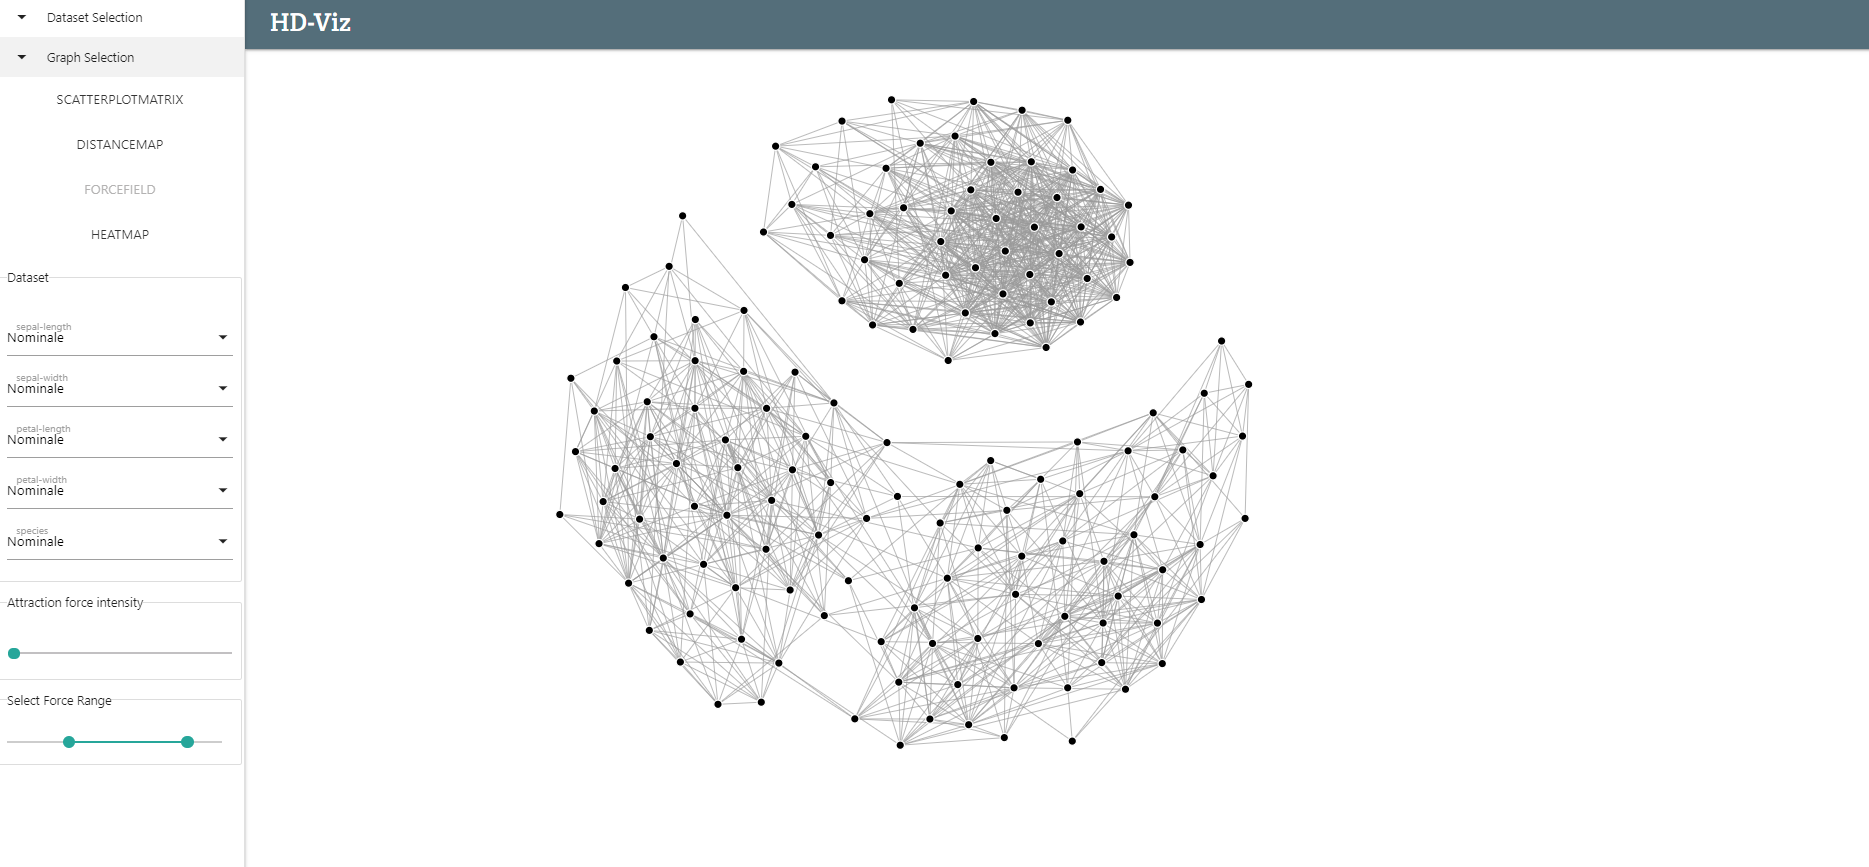 Dataset Selection
HD-Viz
Graph Selection
SCATTERPLOTMATRIX
DISTANCEMAP
FORCEFIELD
HEATMAP
Dataset
sepal-length
Nominale
sepal-width
Nominale
petal-length
Nominale
petal-width
Nominale
species
Nominale
Attraction force intensity
Select Force Range